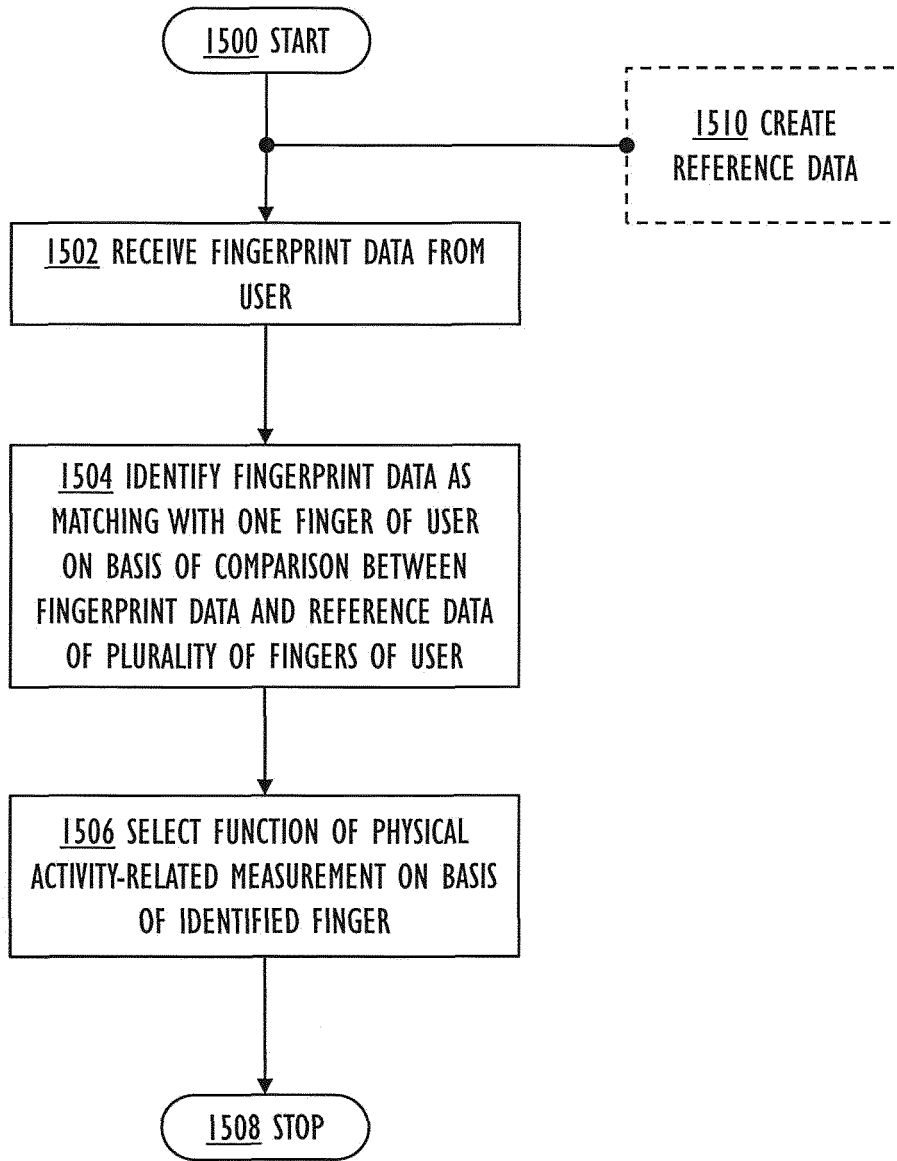 1500 START
1510 CREATE
REFERENCE DATA
1502 RECEIVE FINGERPRINT DATA FROM
USER
1504 IDENTIFY FINGERPRINT DATA AS
MATCHING WITH ONE FINGER OF USER
ON BASIS OF COMPARISON BETWEEN
FINGERPRINT DATA AND REFERENCE DATA
OF PLURALITY OF FINGERS OF USER
1506 SELECT FUNCTION OF PHYSICAL
ACTIVITY-RELATED MEASUREMENT ON BASIS
OF IDENTIFIED FINGER
1508 STOP